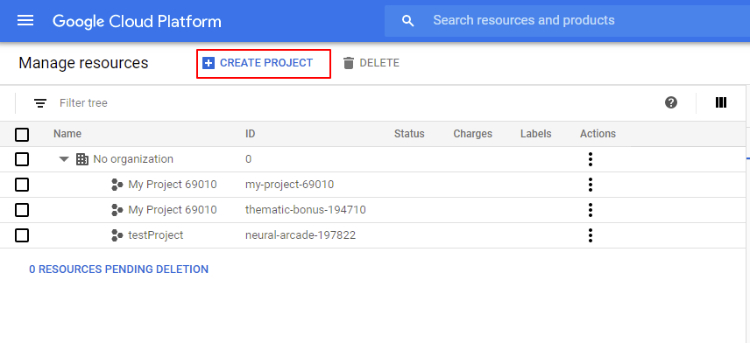 Google Cloud Platform
Search resources and products
Manage resources
CREATE PROJECT
DELETE
Filter tree
Name ID Status Charges Labels Actions
No organization 0
My Project 69010 my-project-69010
My Project 69010 thematic-bonus-194710
testProject neural-arcade-197822
0 RESOURCES PENDING DELETION